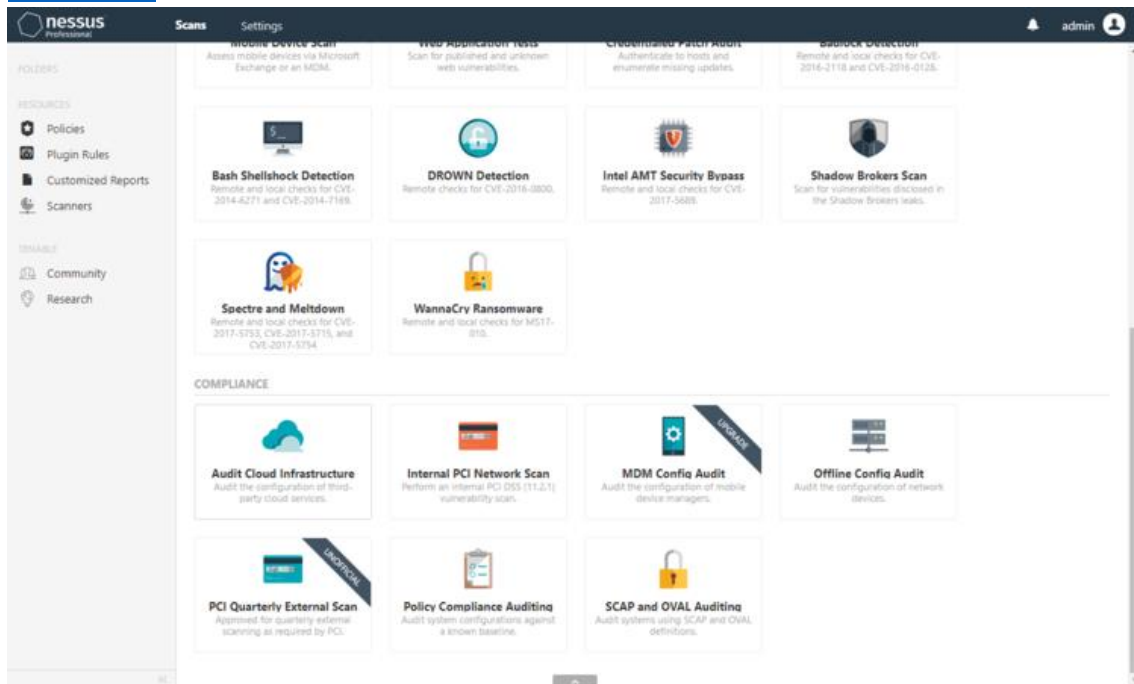 nessus
Professional
Scans
Settings
admin
FOLDERS
RESOURCES
Policies
Plugin Rules
Customized Reports
Scanners
TENABLE
Community
Research
Mobile Device Scan
Assess mobile devices via Microsoft
Exchange or an MDM.
Web Application Tests
Scan for published and unknown
web vulnerabilities.
Credentialed Patch Audit
Authenticate to hosts and
enumerate missing updates.
Badlock Detection
Remote and local checks for CVE-
2016-2118 and CVE-2016-0128.
Bash Shellshock Detection
Remote and local checks for CVE-
2014-6271 and CVE-2014-7169.
DROWN Detection
Remote checks for CVE-2016-0800.
Intel AMT Security Bypass
Remote and local checks for CVE-
2017-5689.
Shadow Brokers Scan
Scan for vulnerabilities disclosed in
the Shadow Brokers leaks.
Spectre and Meltdown
Remote and local checks for CVE-
2017-5753, CVE-2017-5715, and
CVE-2017-5754
WannaCry Ransomware
Remote and local checks for MS17-
010.
COMPLIANCE
Audit Cloud Infrastructure
Audit the configuration of third-
party cloud services.
Internal PCI Network Scan
Perform an internal PCI DSS (11.2.1)
vulnerability scan.
UPGRADE
MDM Config Audit
Audit the configuration of mobile
device managers.
Offline Config Audit
Audit the configuration of network
devices.
UNOFFICIAL
PCI Quarterly External Scan
Approved for quarterly external
scanning as required by PCI.
Policy Compliance Auditing
Audit system configurations against
a known baseline.
SCAP and OVAL Auditing
Audit systems using SCAP and OVAL
definitions.